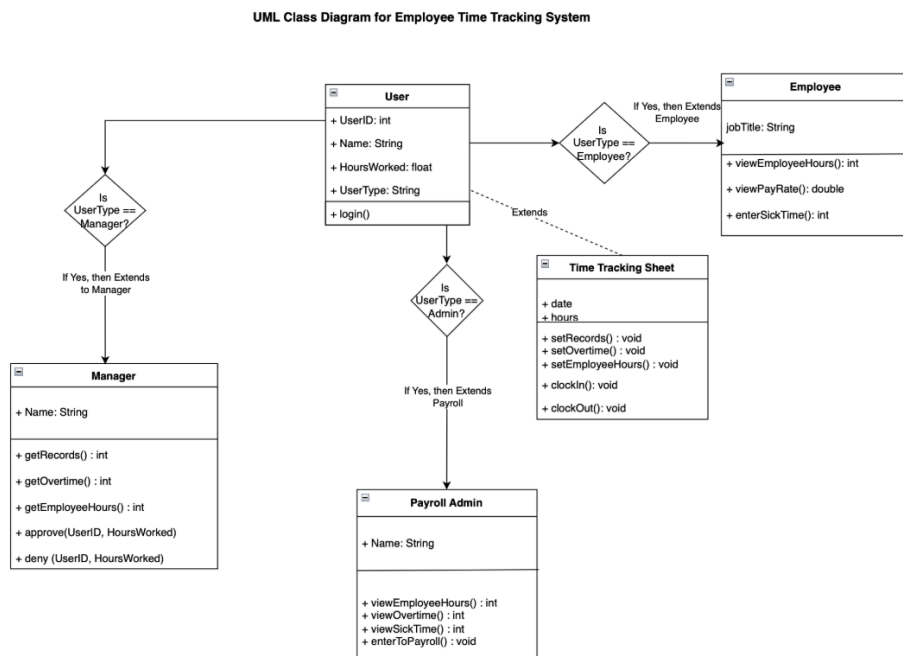 UML Class Diagram for Employee Time Tracking System
User
+ UserID: int
+ Name: String
+ HoursWorked: float
+ UserType: String
+ login()
Is
UserType ==
Employee?
If Yes, then Extends
Employee
Employee
jobTitle: String
+ viewEmployeeHours(): int
+ viewPayRate(): double
+ enterSickTime(): int
Is
UserType ==
Manager?
If Yes, then Extends
to Manager
Extends
Is
UserType ==
Admin?
If Yes, then Extends
Payroll
Time Tracking Sheet
+ date
+ hours
+ setRecords() : void
+ setOvertime() : void
+ setEmployeeHours() : void
+ clockIn(): void
+ clockOut(): void
Manager
+ Name: String
+ getRecords() : int
+ getOvertime() : int
+ getEmployeeHours() : int
+ approve(UserID, HoursWorked)
+ deny (UserID, HoursWorked)
Payroll Admin
+ Name: String
+ viewEmployeeHours() : int
+ viewOvertime() : int
+ viewSickTime() : int
+ enterToPayroll() : void